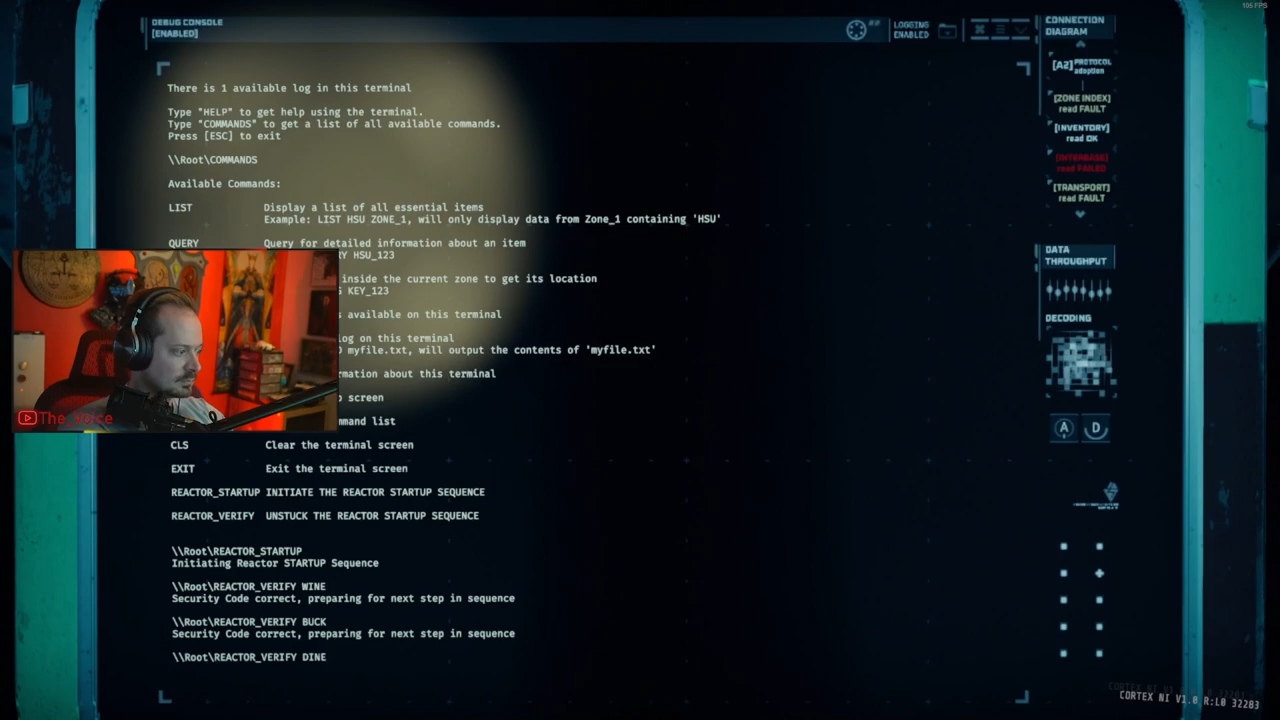 106 FPS
DEBUG CONSOLE
[ENABLED]
LOGGING
ENABLED
CONNECTION
DIAGRAM
[A2] PROTOCOL
adoption
[ZONE INDEX]
read FAULT
[INVENTORY]
read OK
read FAILED
[TRANSPORT]
read FAULT
DATA
THROUGHPUT
DECODING
A D
There is 1 available log in this terminal
Type "HELP" to get help using the terminal.
Type "COMMANDS" to get a list of all available commands.
Press [ESC] to exit
\\Root\COMMANDS
Available Commands:
LIST Display a list of all essential items
Example: LIST HSU ZONE_1, will only display data from Zone_1 containing 'HSU'
QUERY Query for detailed information about an item
HSU_123
inside the current zone to get its location
KEY_123
available on this terminal
log on this terminal
myfile.txt, will output the contents of 'myfile.txt'
about this terminal
screen
list
The_Voice
CLS Clear the terminal screen
EXIT Exit the terminal screen
REACTOR_STARTUP INITIATE THE REACTOR STARTUP SEQUENCE
REACTOR_VERIFY UNSTUCK THE REACTOR STARTUP SEQUENCE
\\Root\REACTOR_STARTUP
Initiating Reactor STARTUP Sequence
\\Root\REACTOR_VERIFY WINE
Security Code correct, preparing for next step in sequence
\\Root\REACTOR_VERIFY BUCK
Security Code correct, preparing for next step in sequence
\\Root\REACTOR_VERIFY DINE
CORTEX NI V1.0 R:L0 32283